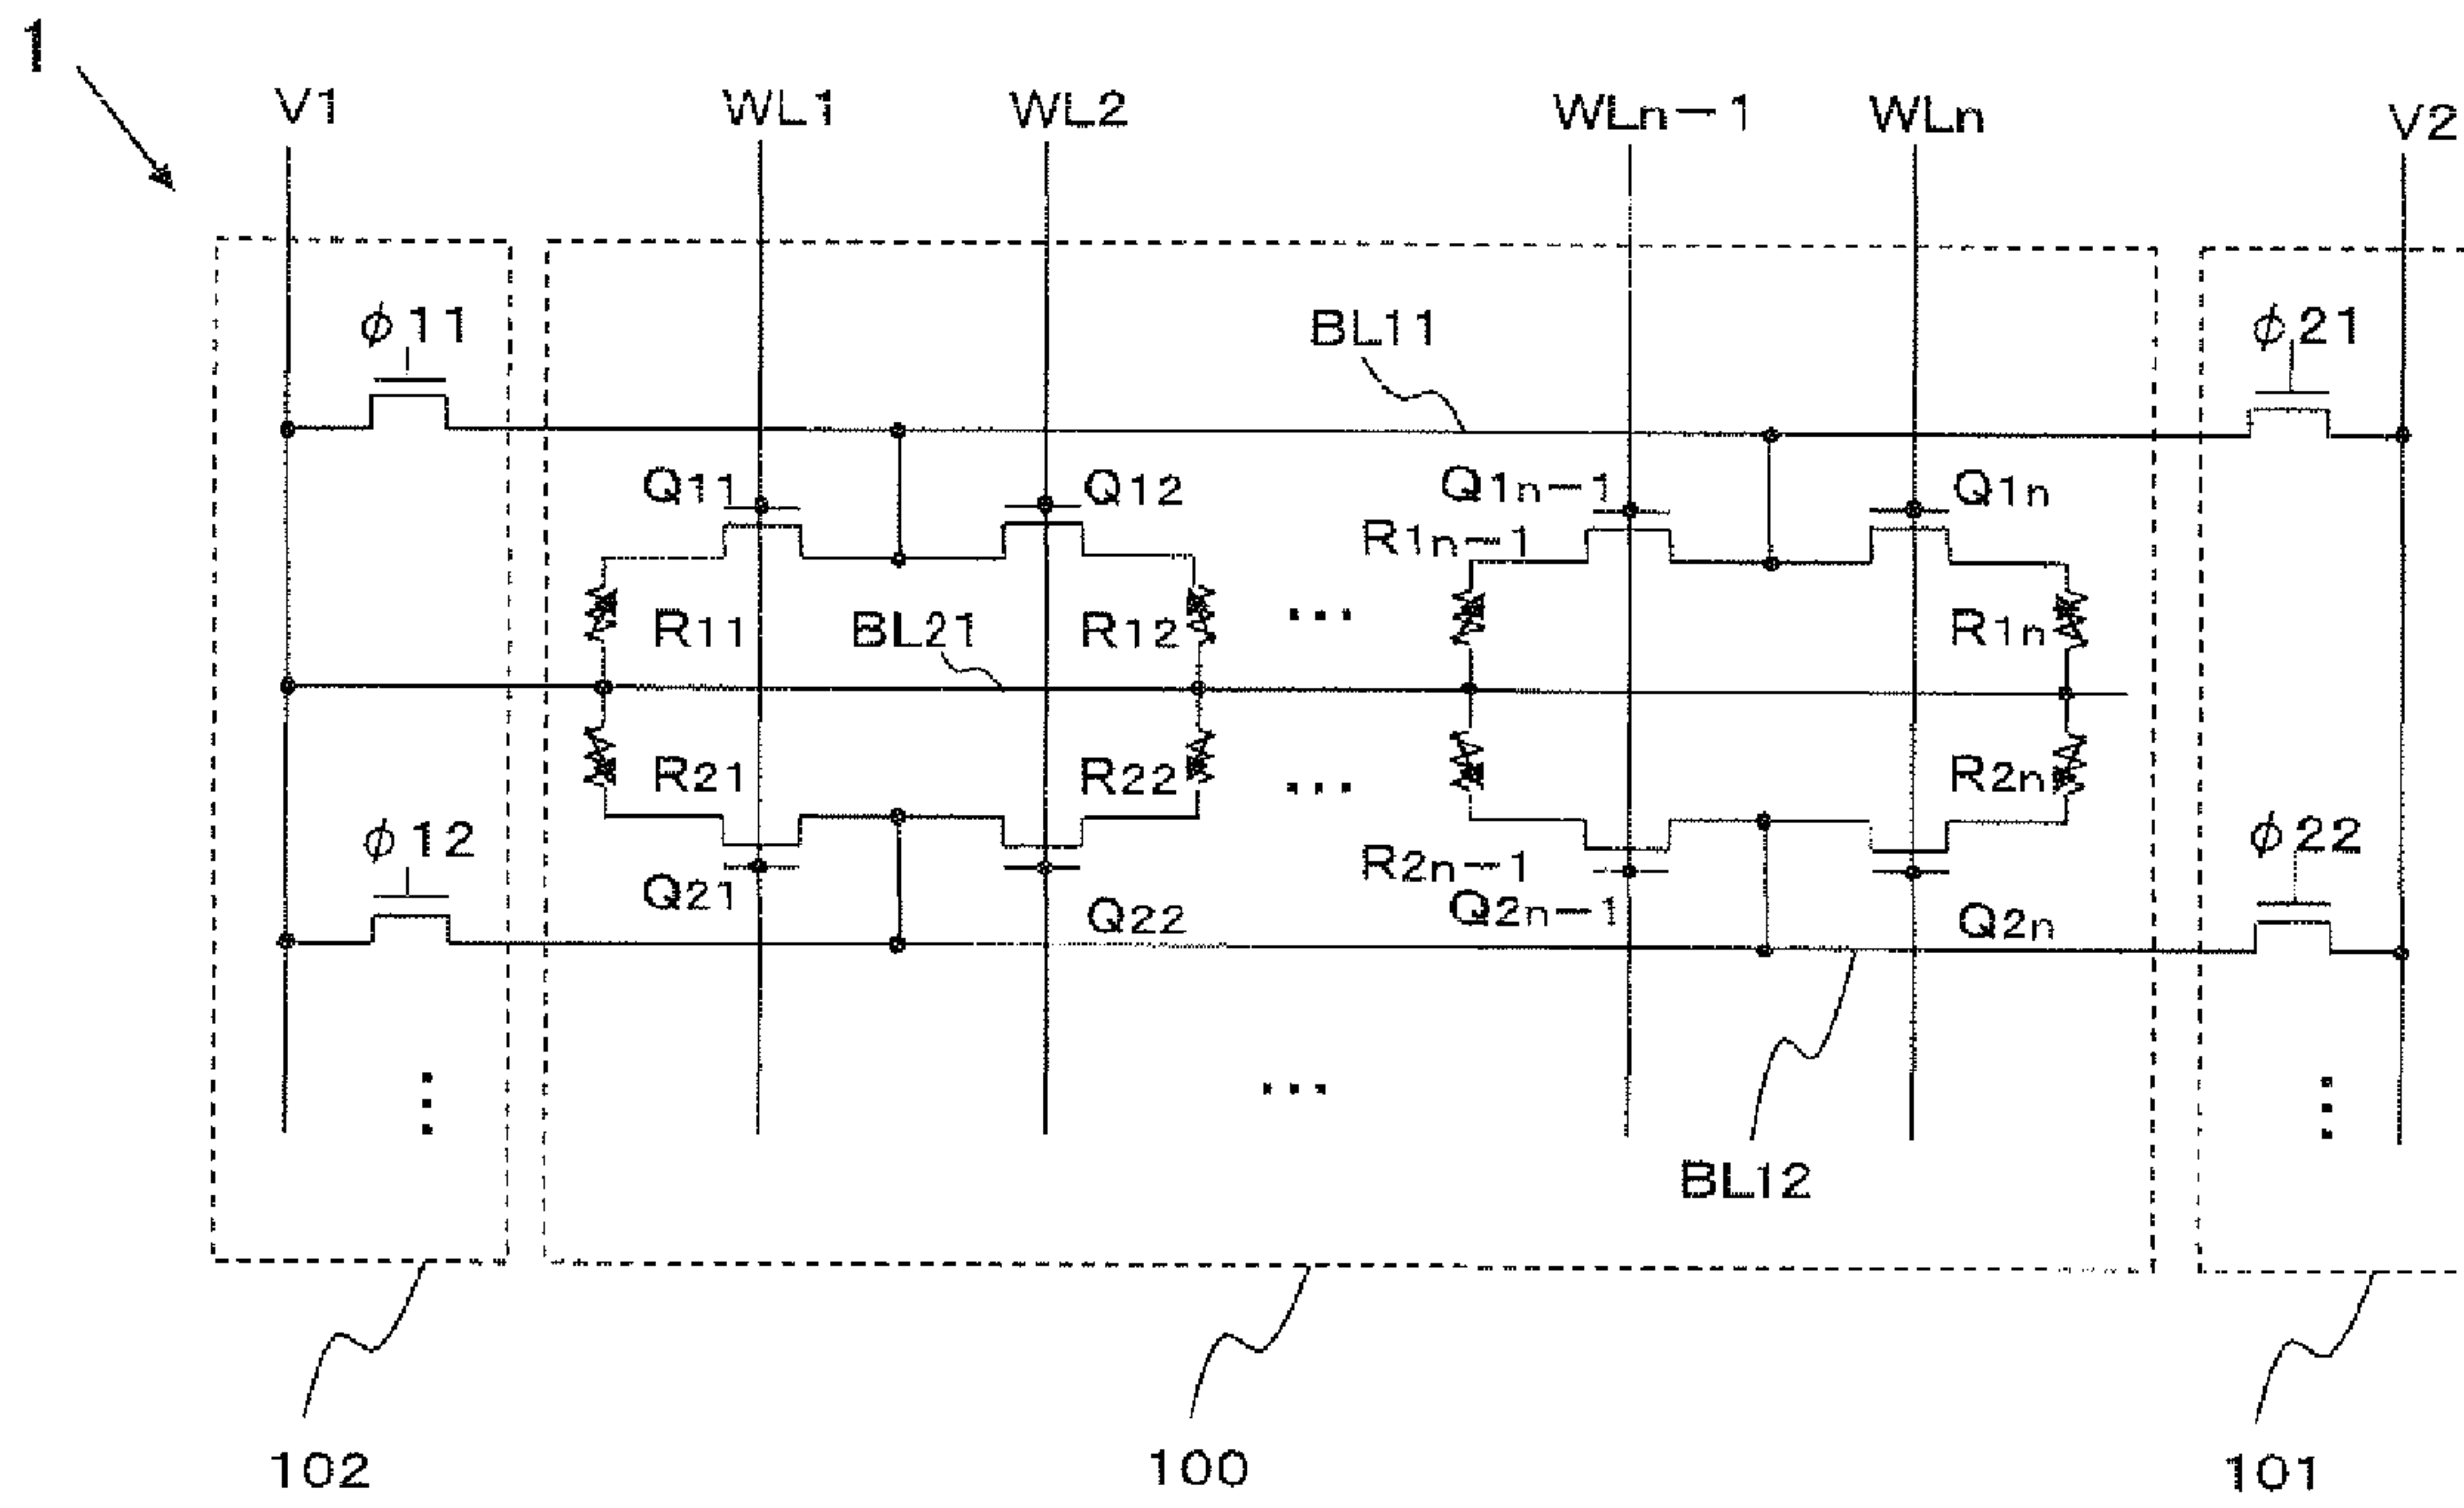 1
V1 WL1 WL2 WLn-1 WLn V2
ϕ11 BL11 ϕ21
Q11 Q12 Q1n-1 Q1n
R1n-1
R11 BL21 R12 ... R1n
R21 R22 ... R2n
ϕ12 R2n-1 ϕ22
Q21 Q22 Q2n-1 Q2n
...
BL12
102 100 101